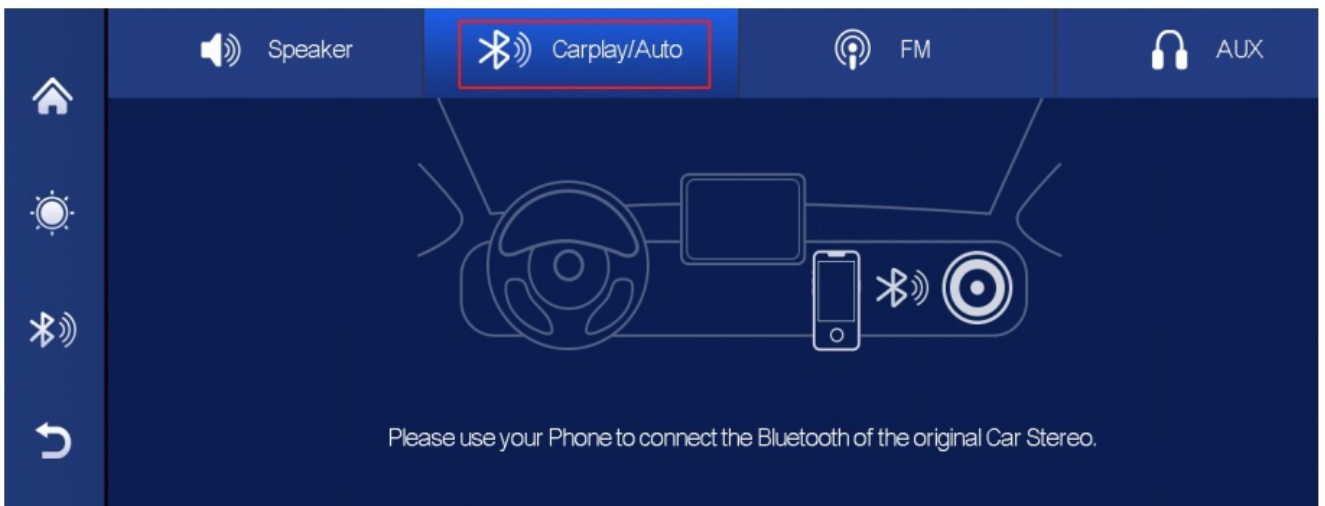 Speaker
Carplay/Auto
FM
AUX
Please use your Phone to connect the Bluetooth of the original Car Stereo.